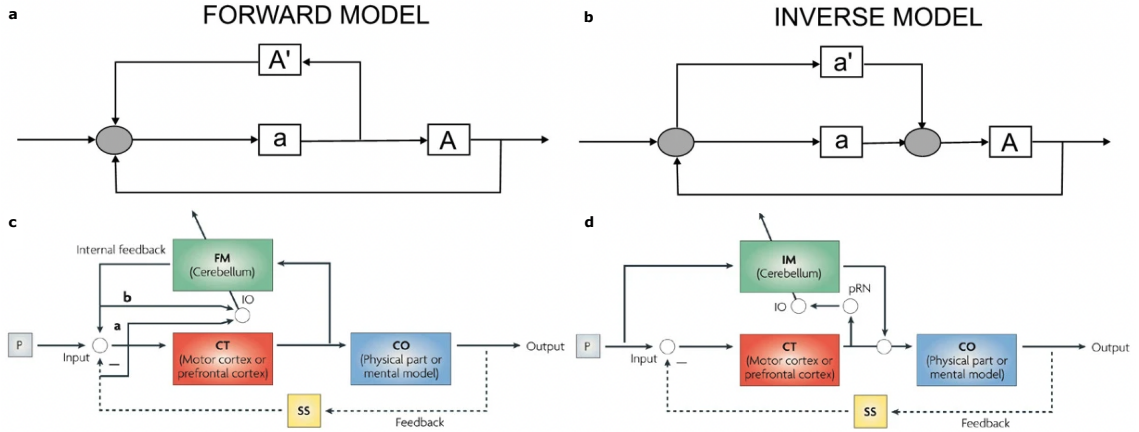 a
FORWARD MODEL
A'
a
A
b
INVERSE MODEL
a'
a
A
c
Internal feedback
FM
(Cerebellum)
b
IO
a
P
Input
–
CT
(Motor cortex or
prefrontal cortex)
CO
(Physical part or
mental model)
Output
SS
Feedback
d
IM
(Cerebellum)
IO
pRN
P
Input
–
CT
(Motor cortex or
prefrontal cortex)
CO
(Physical part or
mental model)
Output
SS
Feedback